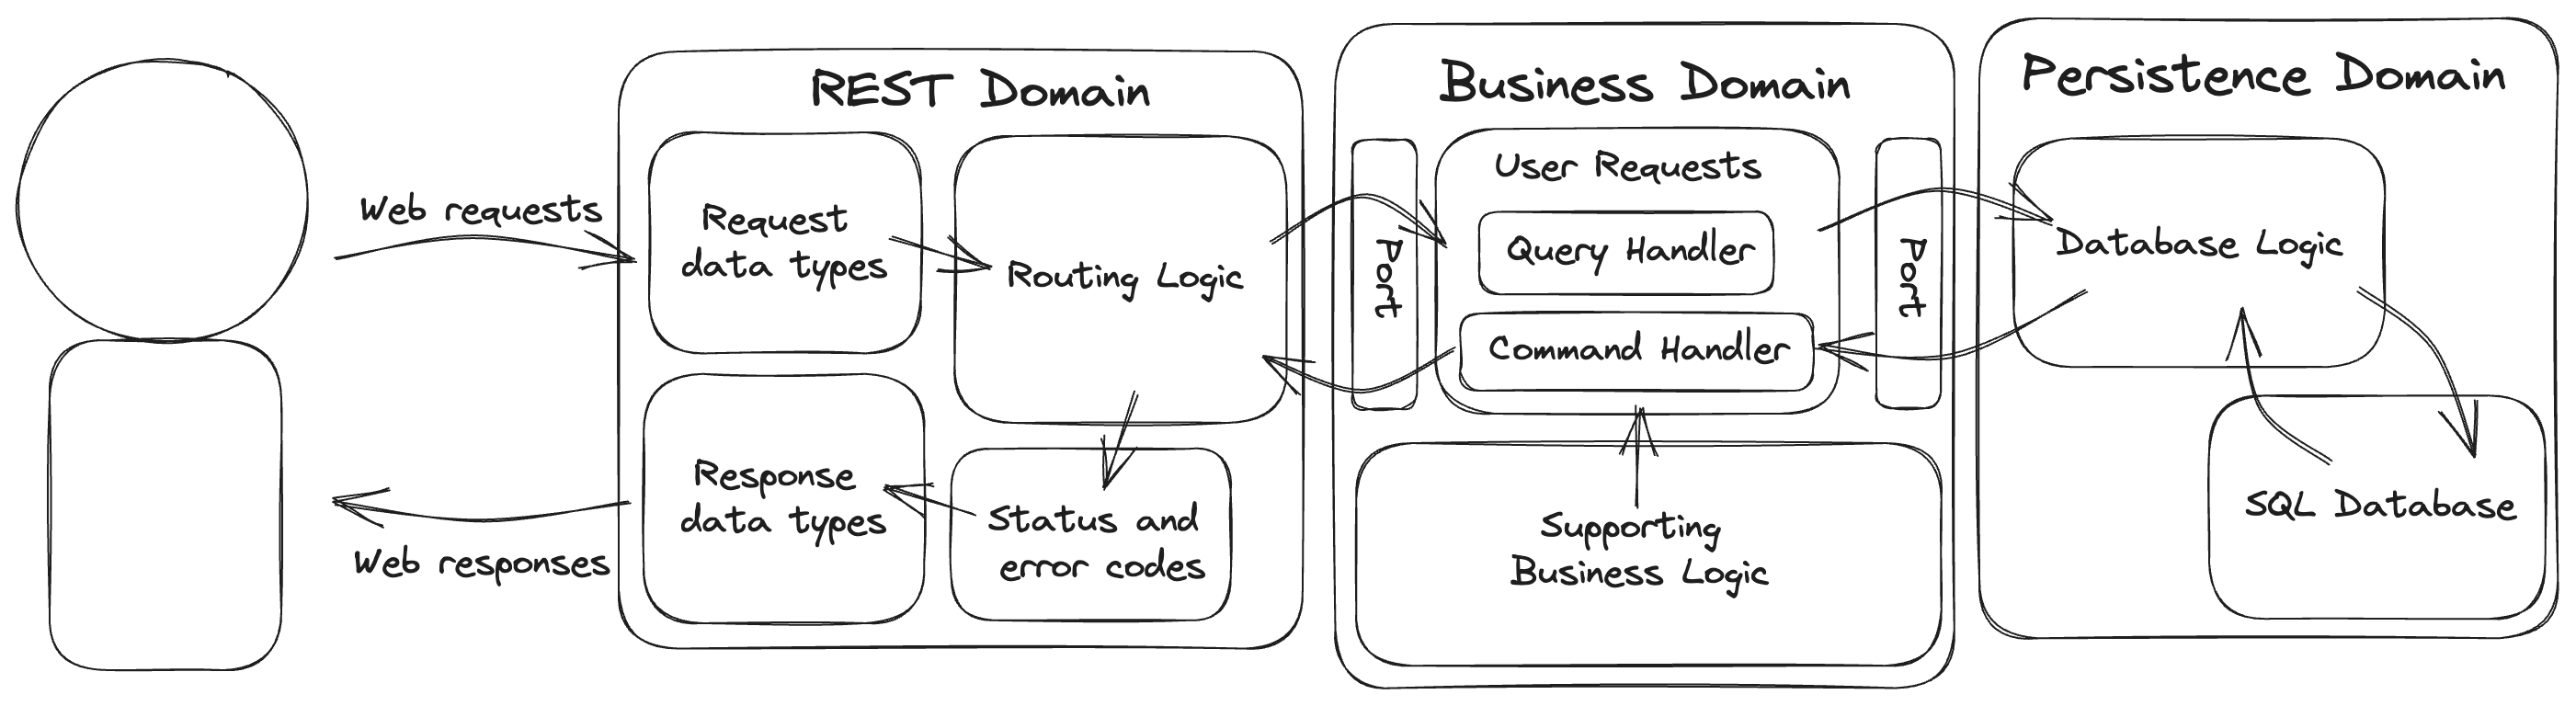 Web requests
Web responses
REST Domain
Request
data types
Routing Logic
Response
data types
Status and
error codes
Business Domain
Port
User Requests
Query Handler
Command Handler
Port
Supporting
Business Logic
Persistence Domain
Database Logic
SQL Database